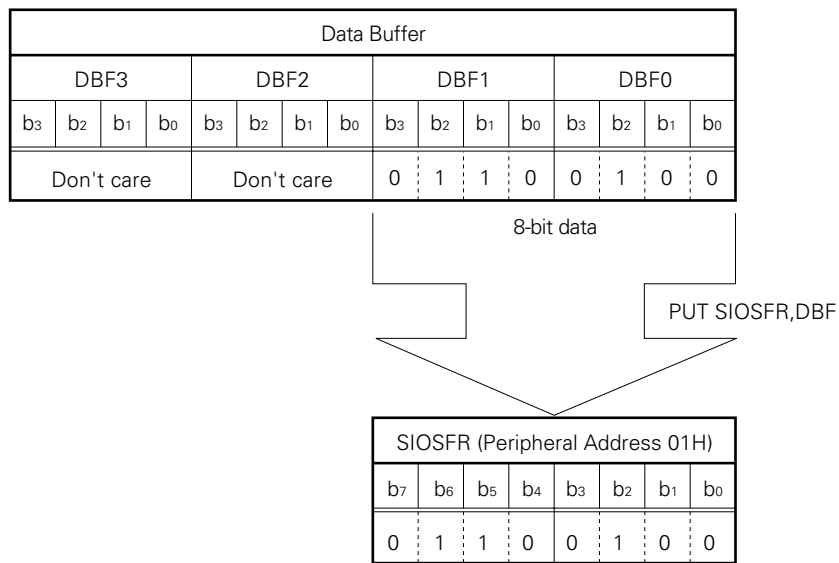 Data Buffer
DBF3 DBF2 DBF1 DBF0
b3 b2 b1 b0 b3 b2 b1 b0 b3 b2 b1 b0 b3 b2 b1 b0
Don't care Don't care 0 1 1 0 0 1 0 0
8-bit data
PUT SIOSFR,DBF
SIOSFR (Peripheral Address 01H)
b7 b6 b5 b4 b3 b2 b1 b0
0 1 1 0 0 1 0 0